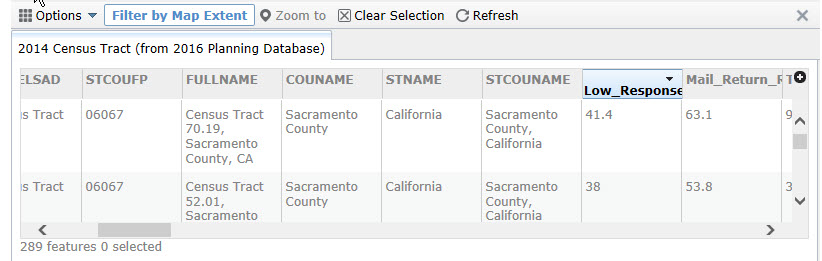 Options Filter by Map Extent Zoom to Clear Selection Refresh
2014 Census Tract (from 2016 Planning Database)
ELSAD STCOUFP FULLNAME COUNAME STNAME STCOUNAME Low_Response Mail_Return_R T
s Tract 06067 Census Tract Sacramento California Sacramento 41.4 63.1 9
70.19, County County,
Sacramento California
County, CA
s Tract 06067 Census Tract Sacramento California Sacramento 38 53.8 3
52.01, County County,
Sacramento California
289 features 0 selected